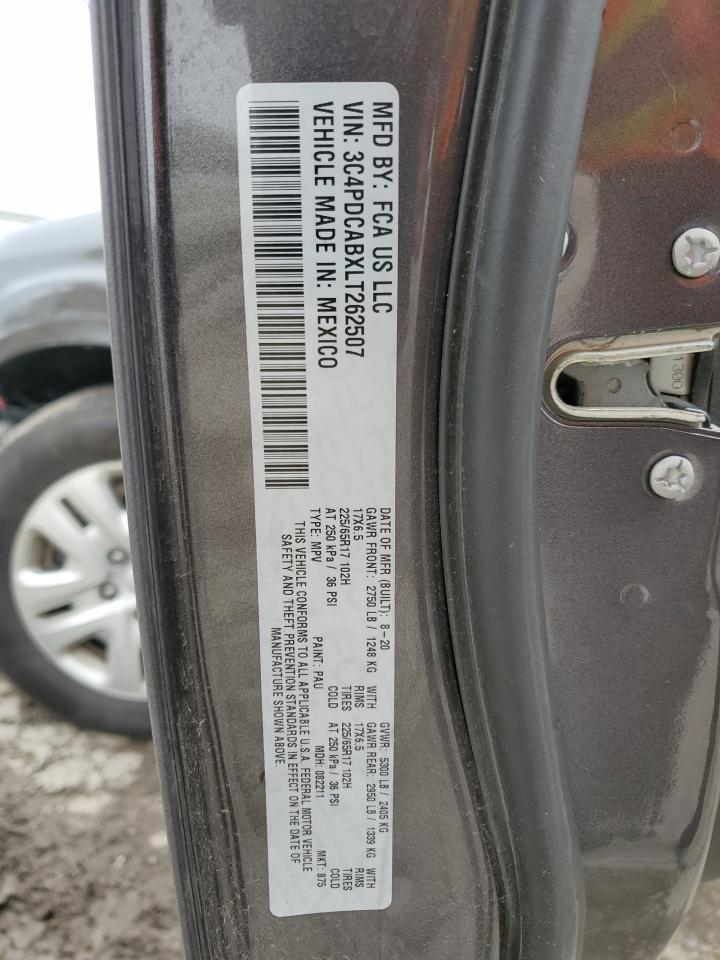 MFD BY: FCA US LLC
VIN: 3C4PDCABXLT262507
VEHICLE MADE IN: MEXICO
DATE OF MFR (BUILT): 8-20 GVWR: 5300 LB / 2405 KG
GAWR FRONT: 2750 LB / 1248 KG WITH GAWR REAR: 2950 LB / 1339 KG WITH
17X6.5 RIMS 17X6.5 RIMS
225/65R17 102H TIRES 225/65R17 102H TIRES
AT 250 kPa / 36 PSI COLD AT 250 kPa / 36 PSI COLD
TYPE: MPV PAINT: PAU MDH: 082211 MKT: 875
THIS VEHICLE CONFORMS TO ALL APPLICABLE U.S.A. FEDERAL MOTOR VEHICLE
SAFETY AND THEFT PREVENTION STANDARDS IN EFFECT ON THE DATE OF
MANUFACTURE SHOWN ABOVE.
1300